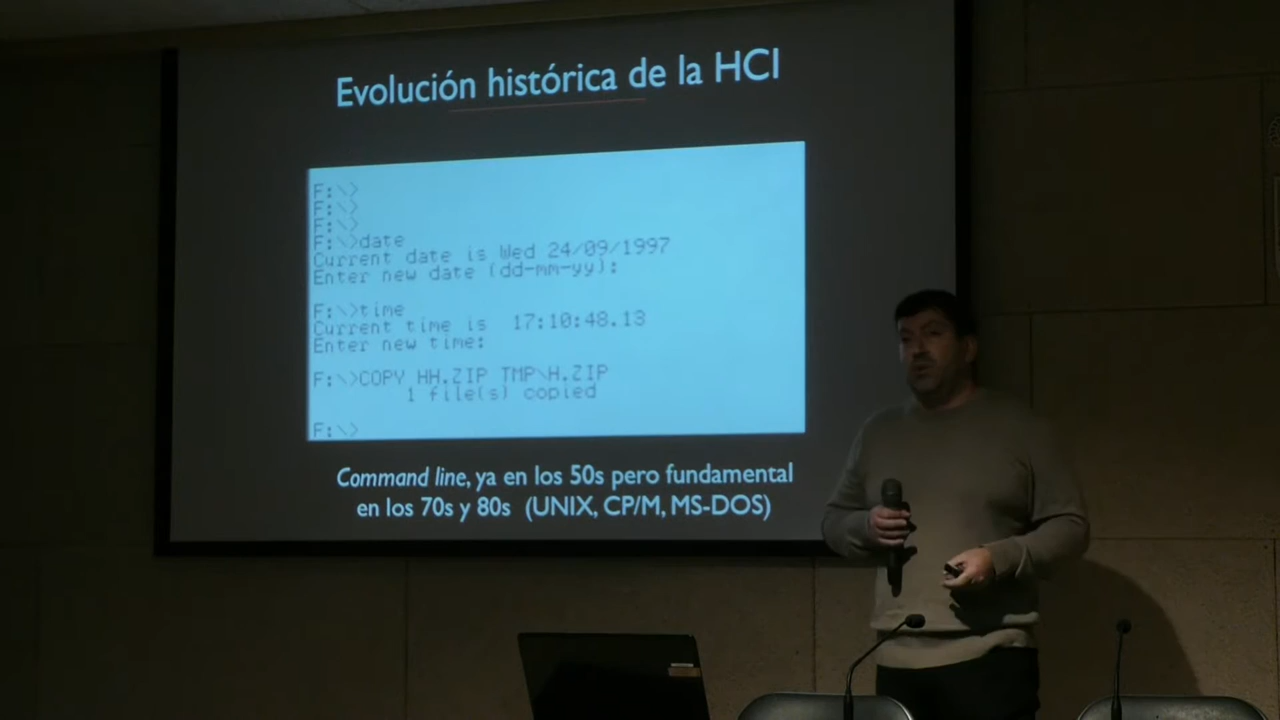 Evolución histórica de la HCI
F:\>
F:\>
F:\>
F:\>date
Current date is Wed 24/09/1997
Enter new date (dd-mm-yy):
F:\>time
Current time is 17:10:48.13
Enter new time:
F:\>COPY HH.ZIP TMP\H.ZIP
1 file(s) copied
F:\>
Command line, ya en los 50s pero fundamental
en los 70s y 80s (UNIX, CP/M, MS-DOS)